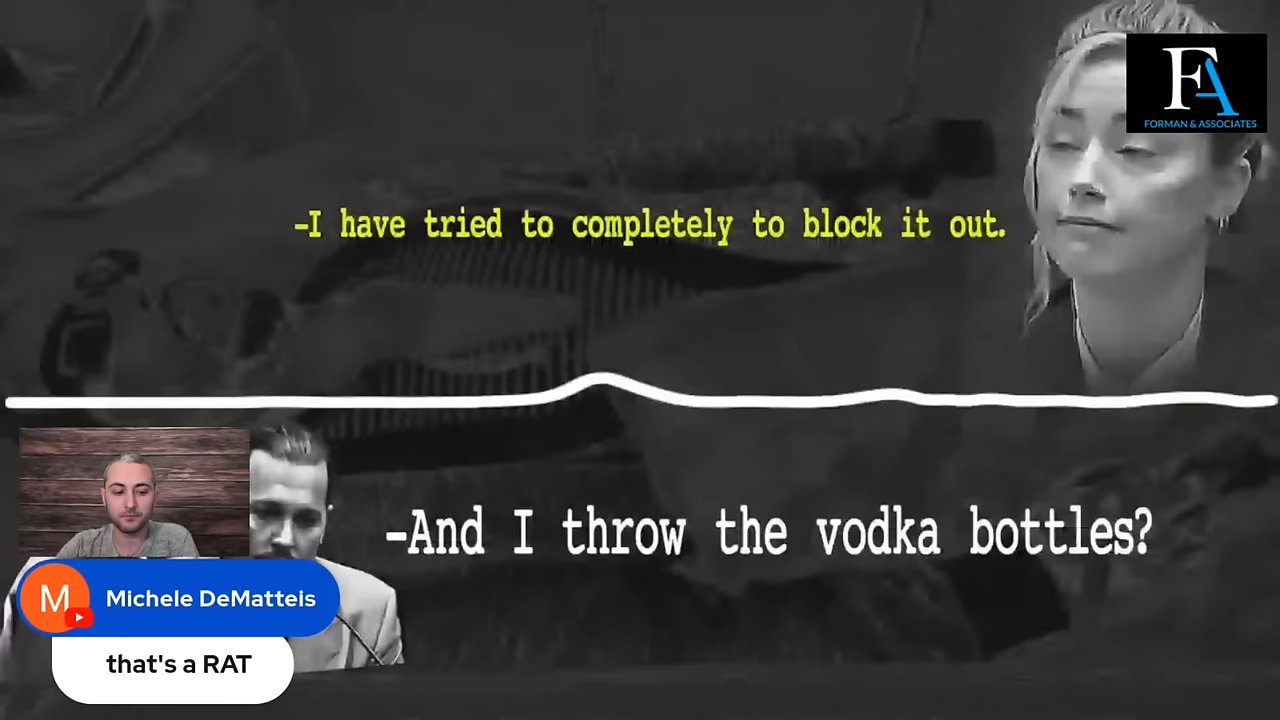 FA
FORMAN & ASSOCIATES
-I have tried to completely to block it out.
-And I throw the vodka bottles?
M
Michele DeMatteis
that's a RAT